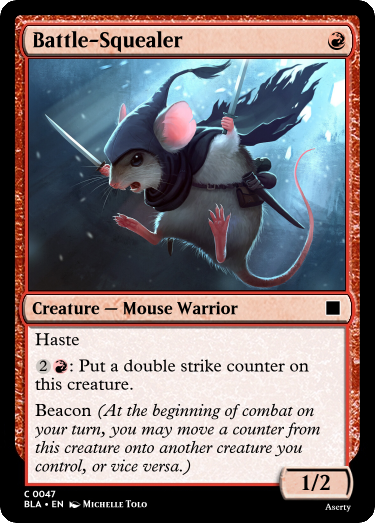 Battle-Squealer
Creature — Mouse Warrior
Haste
2 : Put a double strike counter on
this creature.
Beacon (At the beginning of combat on
your turn, you may move a counter from
this creature onto another creature you
control, or vice versa.)
1/2
C 0047
BLA • EN Michelle Tolo
Aserty